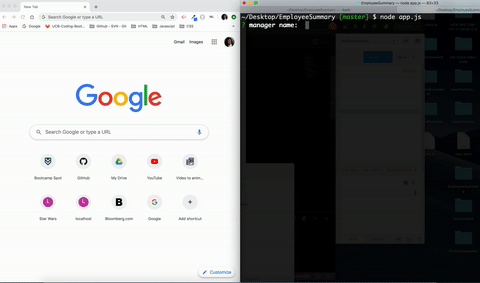 New Tab
Search Google or type a URL
Apps
Google
UCB-Coding-Boot...
Github - SVN - Git
HTML
Javascript
CSS
Gmail
Images
Google
Search Google or type a URL
Bootcamp Spot
GitHub
My Drive
YouTube
Video to anim...
Star Wars
localhost
Bloomberg.com
Google
Add shortcut
Customize
EmployeeSummary — node app.js — 83×33
~/Desktop/EmployeeSummary [master] $ node app.js
? manager name: